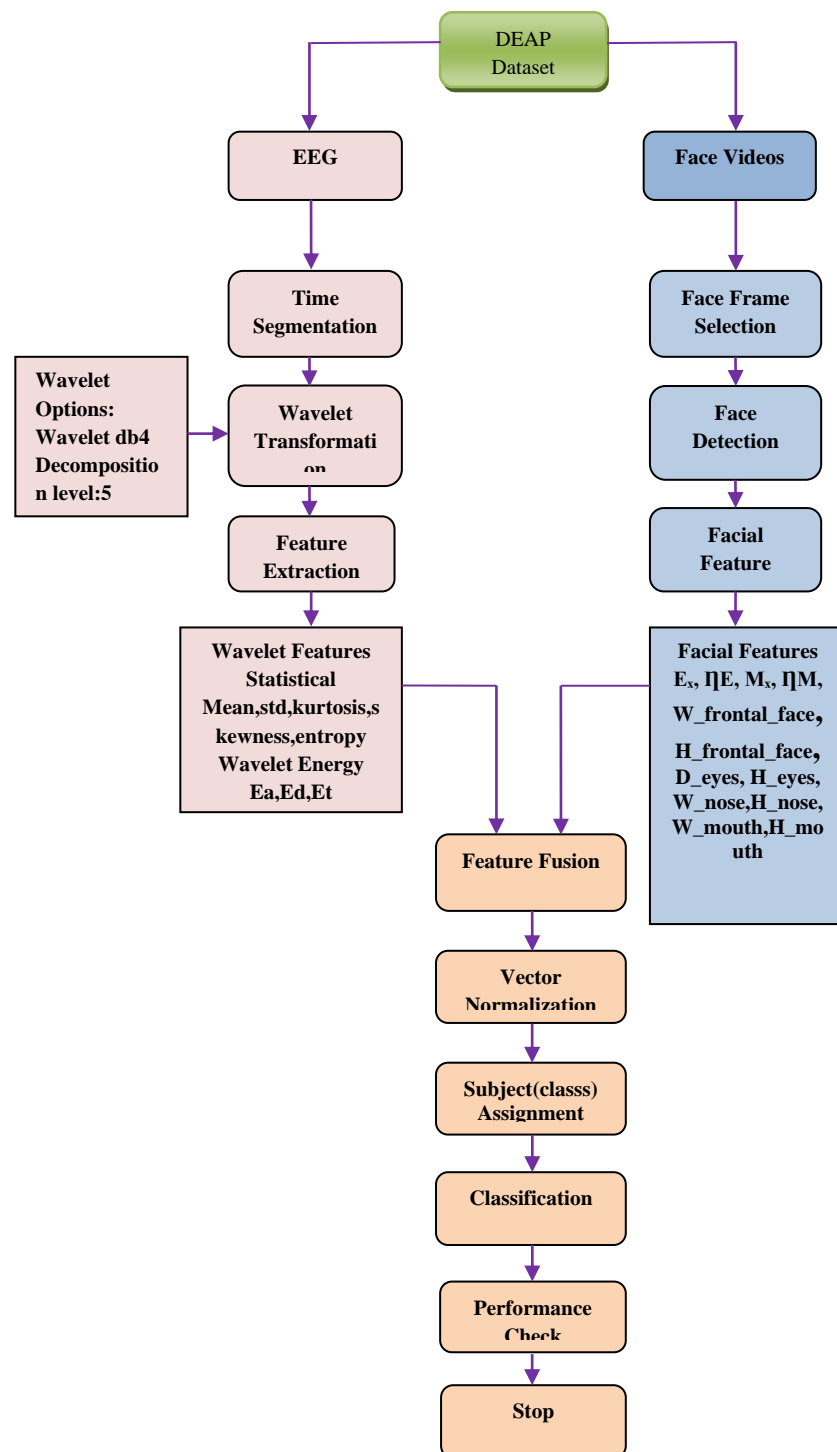 DEAP
Dataset
EEG
Face Videos
Time
Segmentation
Face Frame
Selection
Wavelet
Options:
Wavelet db4
Decompositio
n level:5
Wavelet
Transformati
on
Face
Detection
Feature
Extraction
Facial
Feature
Wavelet Features
Statistical
Mean,std,kurtosis,s
kewness,entropy
Wavelet Energy
Ea,Ed,Et
Facial Features
Eₓ, ȠE, Mₓ, ȠM,
W_frontal_face,
H_frontal_face,
D_eyes, H_eyes,
W_nose,H_nose,
W_mouth,H_mo
uth
Feature Fusion
Vector
Normalization
Subject(classs)
Assignment
Classification
Performance
Check
Stop